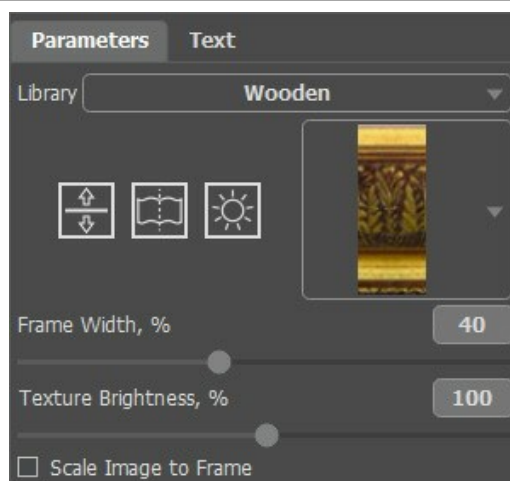 Parameters Text
Library Wooden
Frame Width, % 40
Texture Brightness, % 100
Scale Image to Frame